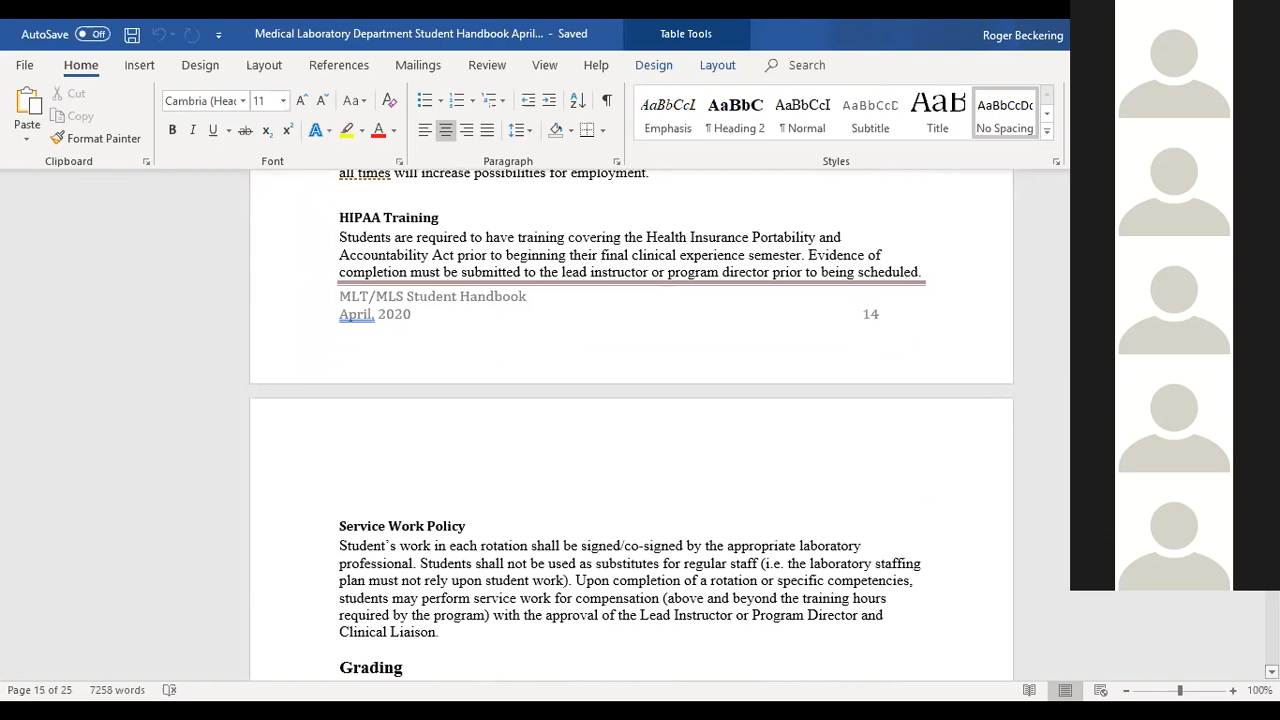 AutoSave Off Medical Laboratory Department Student Handbook April... – Saved Table Tools Roger Beckering
File Home Insert Design Layout References Mailings Review View Help Design Layout Search
Paste Cut
Copy
Format Painter
Clipboard
Cambria (Heac 11 Aa
B I U ab x₂ x² A A
Font
Paragraph
AaBbCcI AaBbC AaBbCcI AaBbCcD AaB AaBbCcDc
Emphasis ¶ Heading 2 ¶ Normal Subtitle Title No Spacing
Styles
all times will increase possibilities for employment.
HIPAA Training
Students are required to have training covering the Health Insurance Portability and
Accountability Act prior to beginning their final clinical experience semester. Evidence of
completion must be submitted to the lead instructor or program director prior to being scheduled.
MLT/MLS Student Handbook
April, 2020 14
Service Work Policy
Student's work in each rotation shall be signed/co-signed by the appropriate laboratory
professional. Students shall not be used as substitutes for regular staff (i.e. the laboratory staffing
plan must not rely upon student work). Upon completion of a rotation or specific competencies,
students may perform service work for compensation (above and beyond the training hours
required by the program) with the approval of the Lead Instructor or Program Director and
Clinical Liaison.
Grading
Page 15 of 25 7258 words 100%